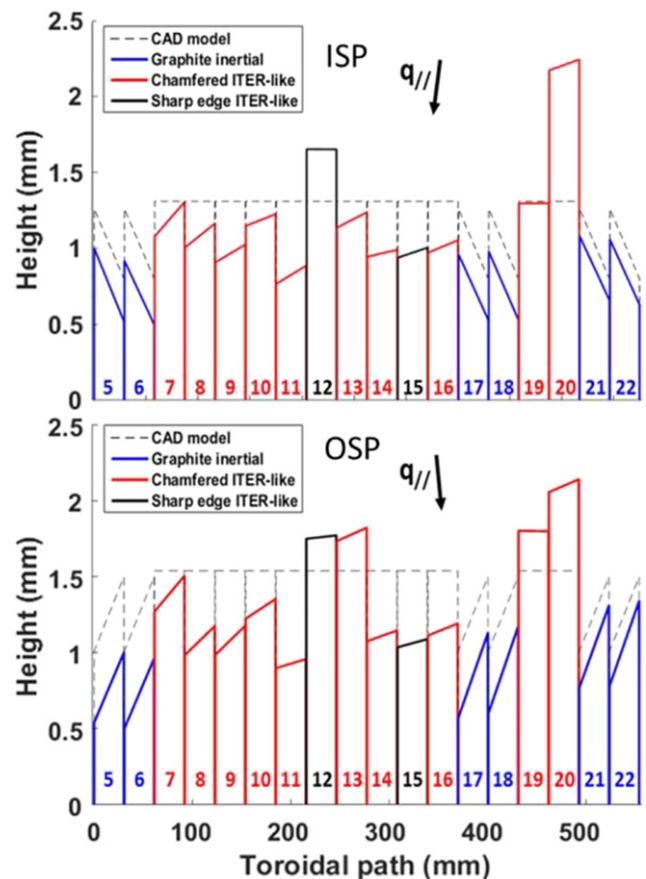 2.5
CAD model
Graphite inertial
Chamfered ITER-like
Sharp edge ITER-like
ISP
q//
2
1.5
1
0.5
0
Height (mm)
5 6 7 8 9 10 11 12 13 14 15 16 17 18 19 20 21 22
2.5
CAD model
Graphite inertial
Chamfered ITER-like
Sharp edge ITER-like
OSP
q//
2
1.5
1
0.5
0
Height (mm)
5 6 7 8 9 10 11 12 13 14 15 16 17 18 19 20 21 22
0 100 200 300 400 500
Toroidal path (mm)